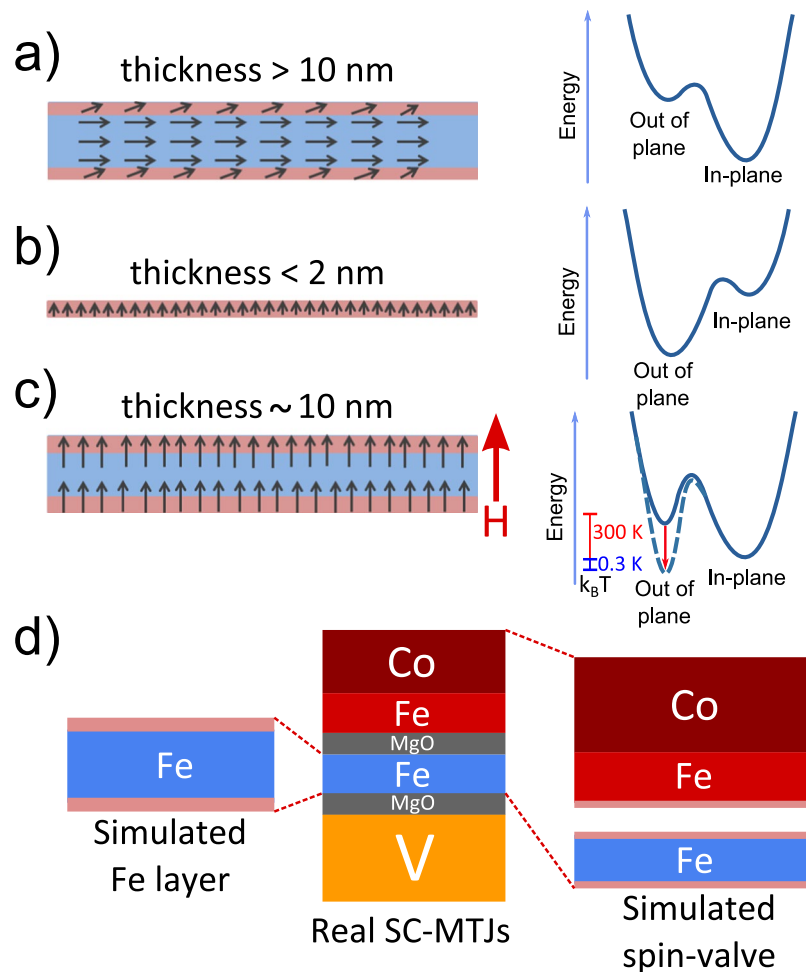 a)
thickness > 10 nm
Energy
Out of
plane
In-plane
b)
thickness < 2 nm
Energy
In-plane
Out of
plane
c)
thickness ~ 10 nm
H
Energy
300 K
0.3 K
k_BT
Out of
plane
In-plane
d)
Fe
Simulated
Fe layer
Co
Fe
MgO
Fe
MgO
V
Real SC-MTJs
Co
Fe
Fe
Simulated
spin-valve